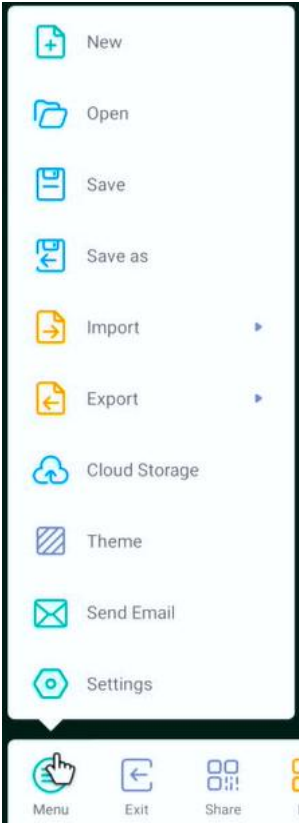 New
Open
Save
Save as
Import
Export
Cloud Storage
Theme
Send Email
Settings
Menu
Exit
Share